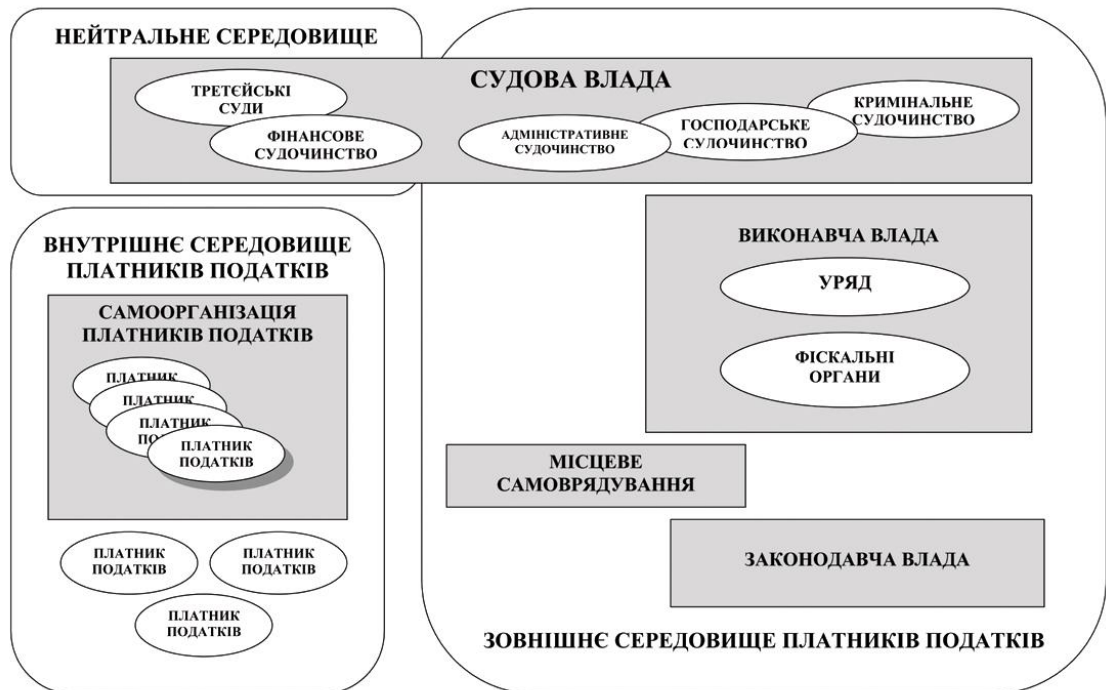 НЕЙТРАЛЬНЕ СЕРЕДОВИЩЕ
СУДОВА ВЛАДА
ТРЕТЄЙСЬКІ
СУДИ
ФІНАНСОВЕ
СУДОЧИНСТВО
АДМІНІСТРАТИВНЕ
СУДОЧИНСТВО
ГОСПОДАРСЬКЕ
СУДОЧИНСТВО
КРИМІНАЛЬНЕ
СУДОЧИНСТВО
ВНУТРІШНЄ СЕРЕДОВИЩЕ
ПЛАТНИКІВ ПОДАТКІВ
САМООРГАНІЗАЦІЯ
ПЛАТНИКІВ ПОДАТКІВ
ПЛАТНИК
ПЛАТНИК
ПЛАТНИК
ПЛАТНИК
ПОДАТКІВ
ПЛАТНИК
ПОДАТКІВ
ПЛАТНИК
ПОДАТКІВ
ПЛАТНИК
ПОДАТКІВ
ВИКОНАВЧА ВЛАДА
УРЯД
ФІСКАЛЬНІ
ОРГАНИ
МІСЦЕВЕ
САМОВРЯДУВАННЯ
ЗАКОНОДАВЧА ВЛАДА
ЗОВНІШНЄ СЕРЕДОВИЩЕ ПЛАТНИКІВ ПОДАТКІВ